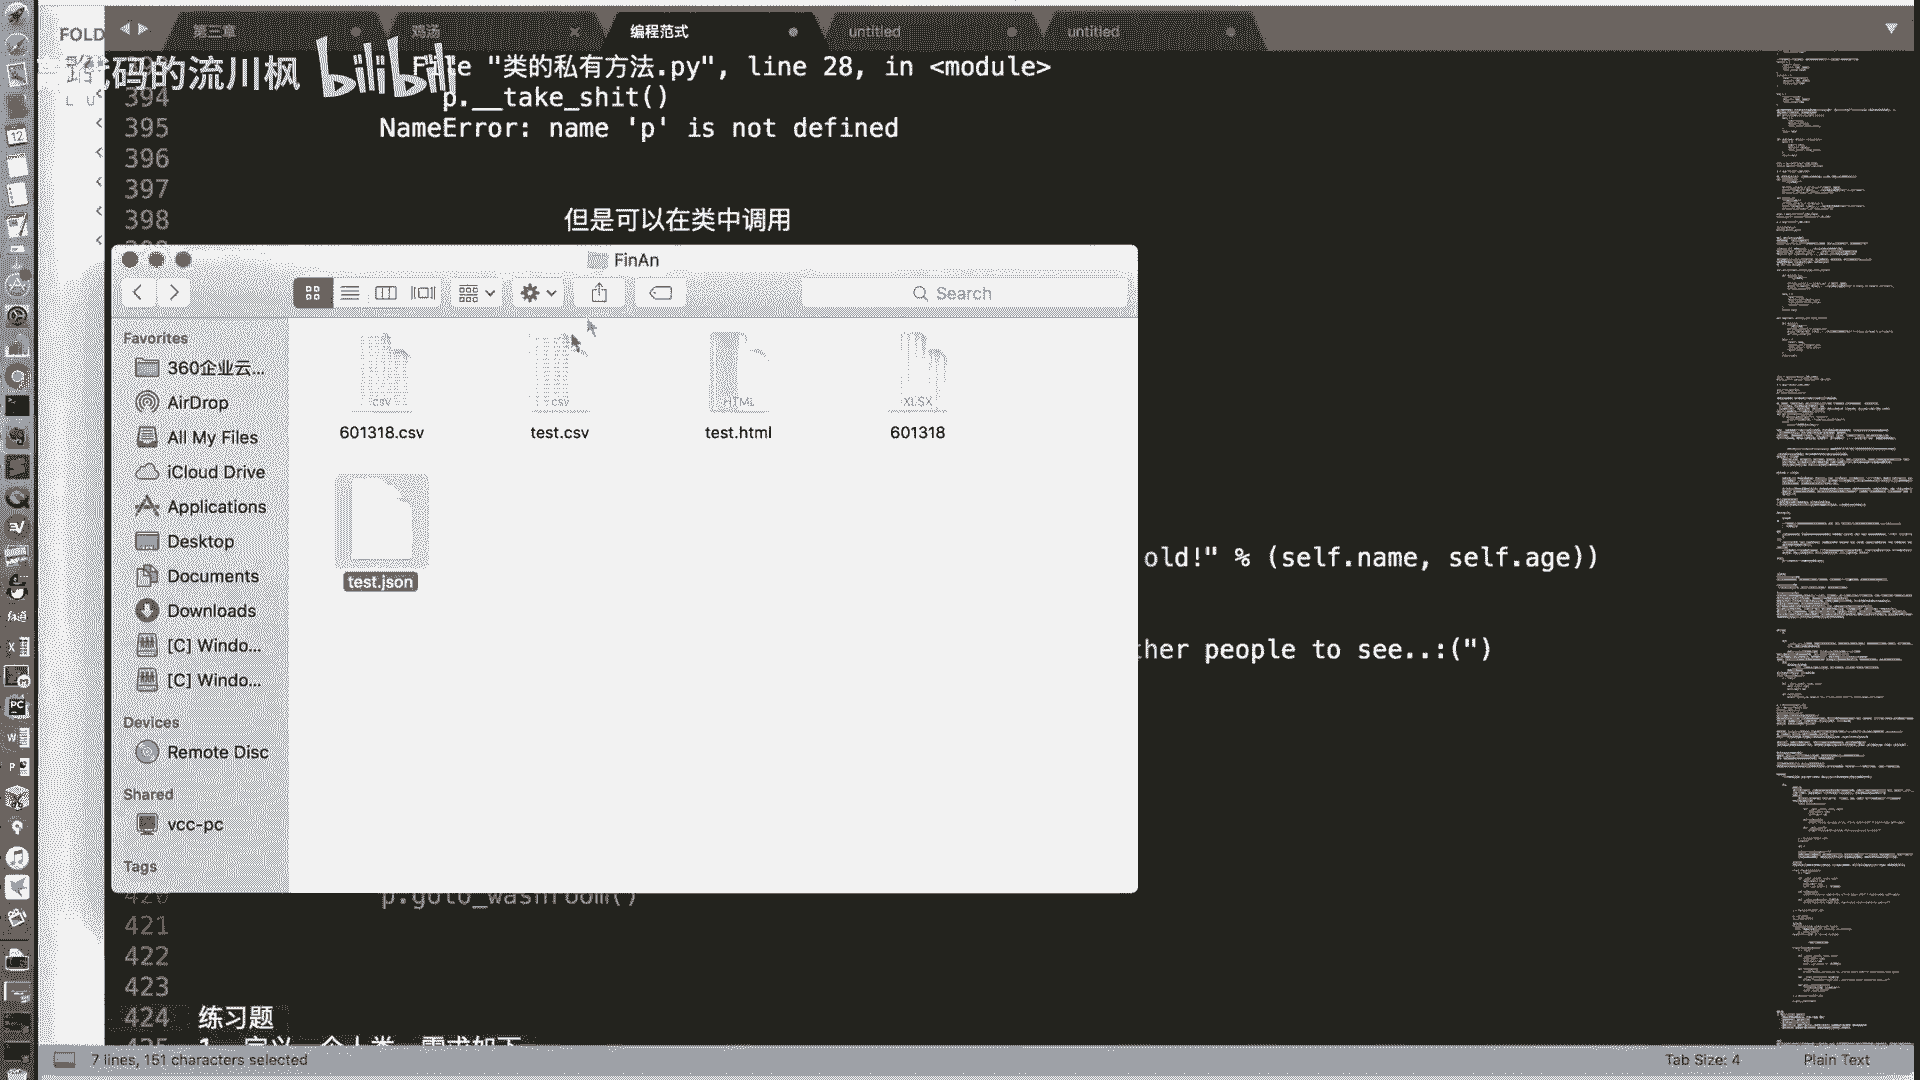 FOLD
第三章
鸡汤
编程范式
untitled
untitled
代码的流川枫
bilibili
File "类的私有方法.py", line 28, in <module>
394 p.__take_shit()
395 NameError: name 'p' is not defined
396
397
398 但是可以在类中调用
FinAn
Search
Favorites
360企业云...
AirDrop
All My Files
iCloud Drive
Applications
Desktop
Documents
Downloads
[C] Windo...
[C] Windo...
Devices
Remote Disc
Shared
vcc-pc
Tags
CSV
CSV
HTML
XLSX
601318.csv
test.csv
test.html
601318
test.json
old!" % (self.name, self.age))
ther people to see..:(")
420 p.goto_washroom()
421
422
423
424 练习题
7 lines, 151 characters selected
Tab Size: 4
Plain Text